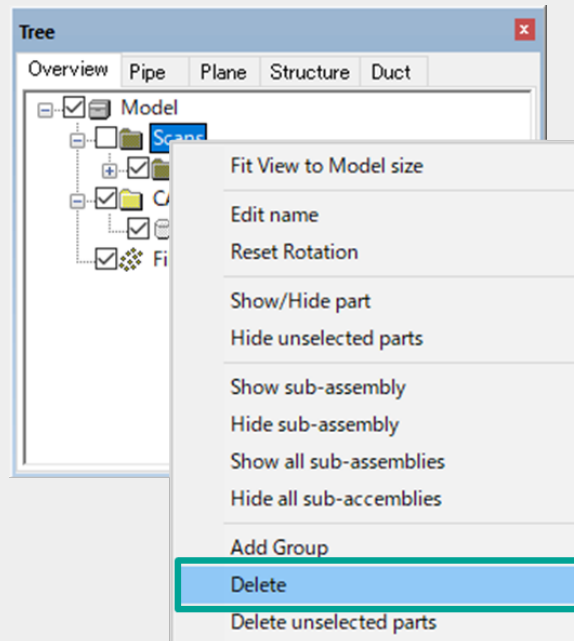 Tree
Overview Pipe Plane Structure Duct
Model
Scans
Fit View to Model size
Edit name
Reset Rotation
Show/Hide part
Hide unselected parts
Show sub-assembly
Hide sub-assembly
Show all sub-assemblies
Hide all sub-accemblies
Add Group
Delete
Delete unselected parts